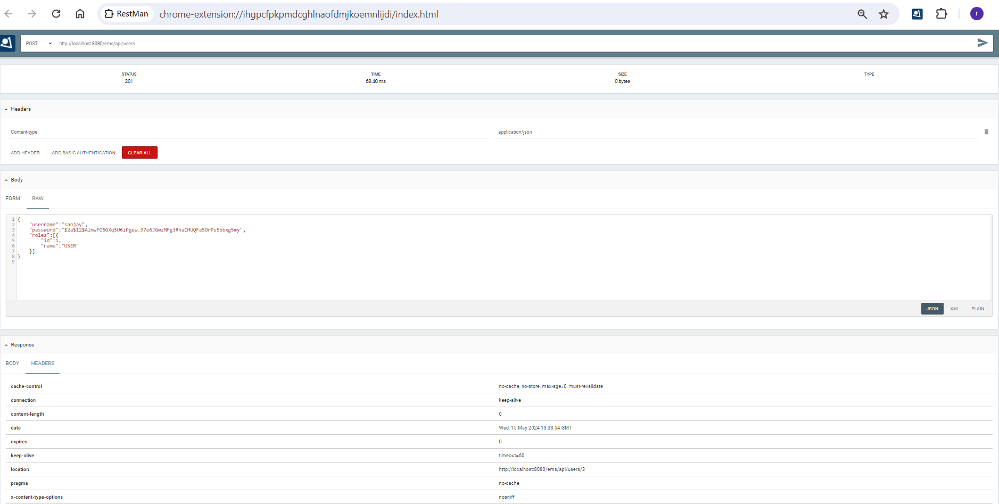 RestMan chrome-extension://ihgpcfpkpmdcghlnaofdmjkoemnlijdi/index.html r
POST http://localhost:8080/ems/api/users
STATUS TIME SIZE TYPE
201 68.40 ms 0 bytes
Headers
Content-type application/json
ADD HEADER ADD BASIC AUTHENTICATION CLEAR ALL
Body
FORM RAW
1 {
2 "username":"sanjay",
3 "password":"$2a$12$AlmwFO6GXq5U6iPgew.97e6JGwzMFg3RhaCHUQFa5OrPs5bbxg5my",
4 "roles":[{
5 "id":1,
6 "name":"USER"
7 }]
8 }
9
JSON XML PLAIN
Response
BODY HEADERS
cache-control no-cache, no-store, max-age=0, must-revalidate
connection keep-alive
content-length 0
date Wed, 15 May 2024 13:33:54 GMT
expires 0
keep-alive timeout=60
location http://localhost:8080/ems/api/users/3
pragma no-cache
x-content-type-options nosniff